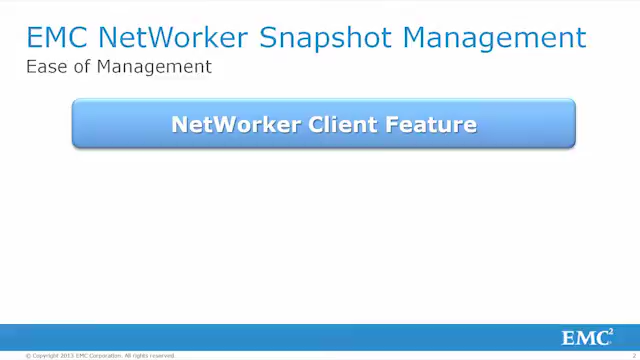 EMC NetWorker Snapshot Management
Ease of Management
NetWorker Client Feature
EMC²
© Copyright 2013 EMC Corporation. All rights reserved.
2